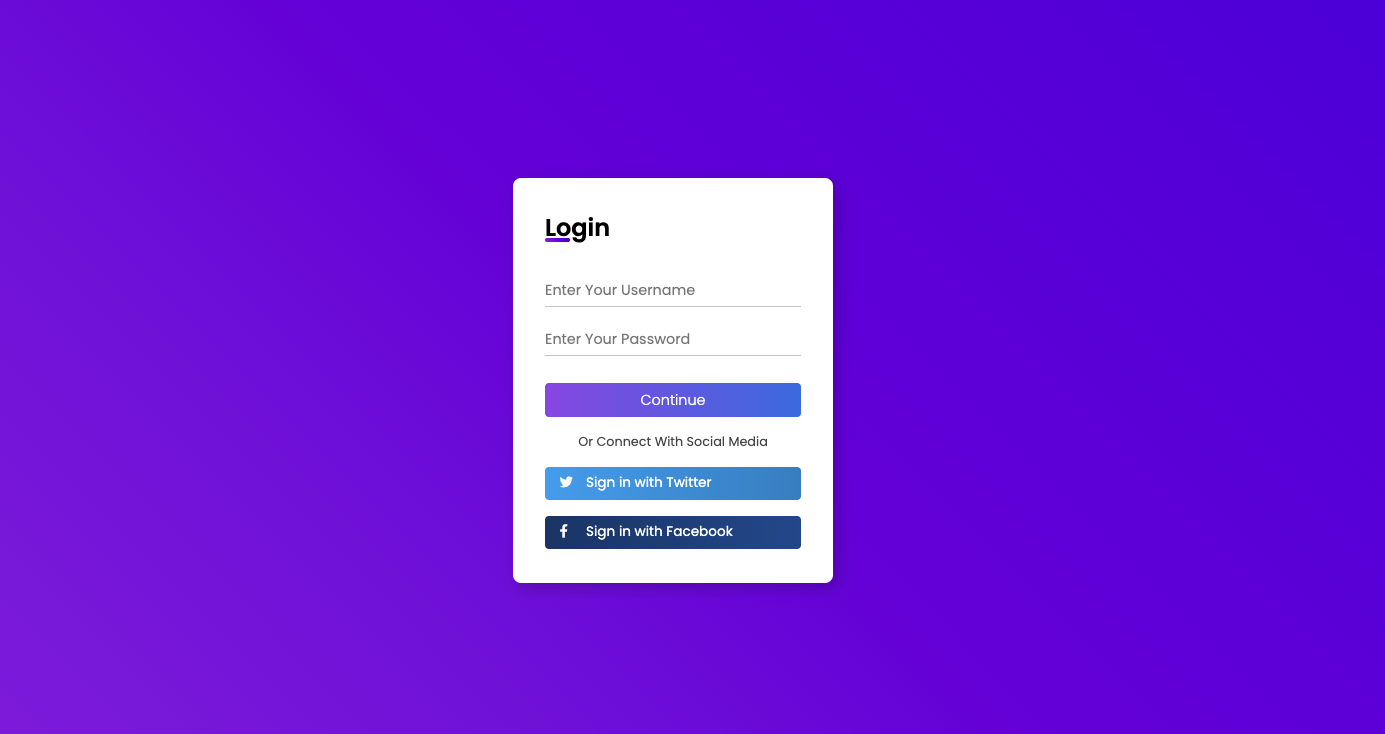 Login
Enter Your Username
Enter Your Password
Continue
Or Connect With Social Media
Sign in with Twitter
Sign in with Facebook